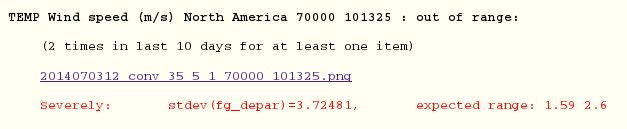 TEMP Wind speed (m/s) North America 70000 101325 : out of range:
(2 times in last 10 days for at least one item)
2014070312_conv_35_5_1_70000_101325.png
Severely: stdev(fg_depar)=3.72481, expected range: 1.59 2.6